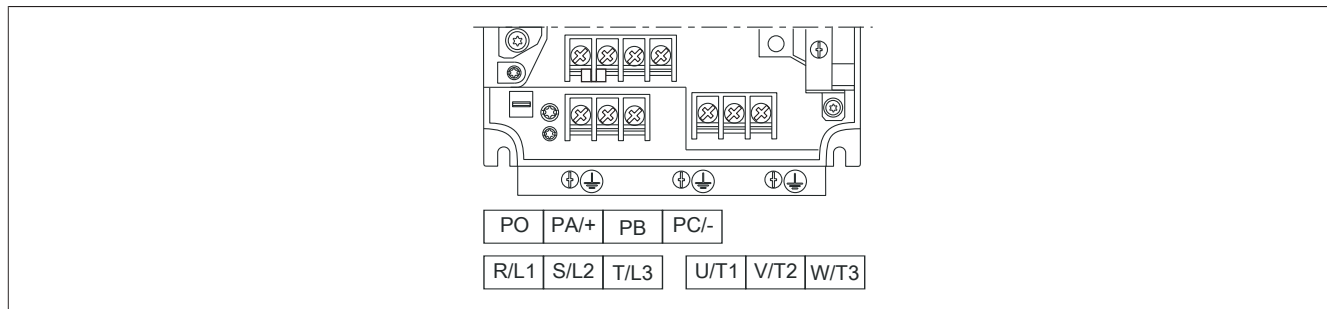 PO PA/+ PB PC/-
R/L1 S/L2 T/L3 U/T1 V/T2 W/T3